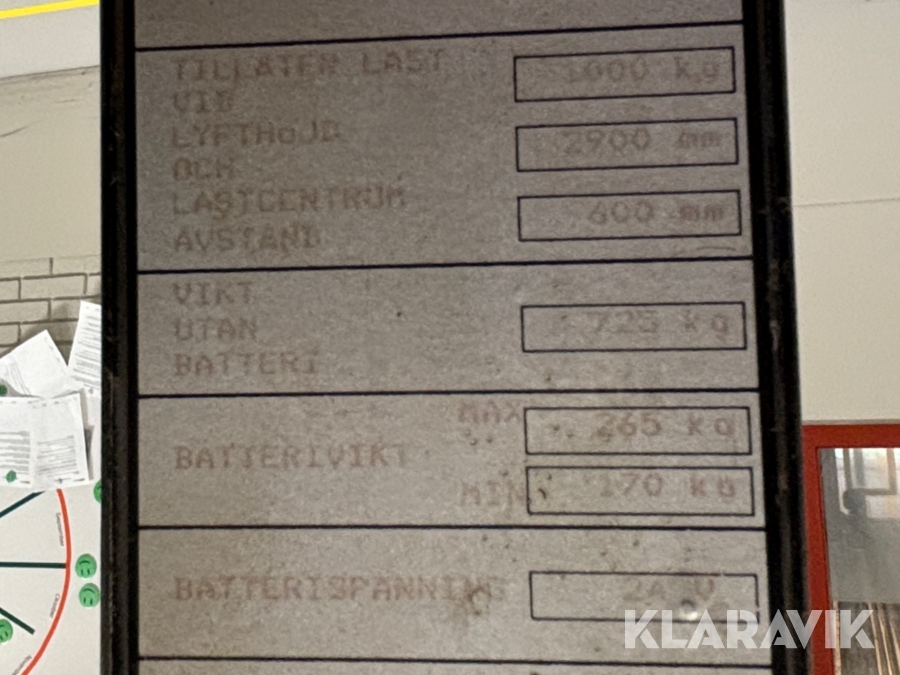 TILLÅTEN LAST 1000 kg
VID
LYFTHÖJD 2900 mm
OCH
LASTCENTRUM 600 mm
AVSTÅND
VIKT
UTAN 725 kg
BATTERI
MAX 265 kg
BATTERIVIKT
MIN 170 kg
BATTERISPÄNNING 24 V
KLARAVIK